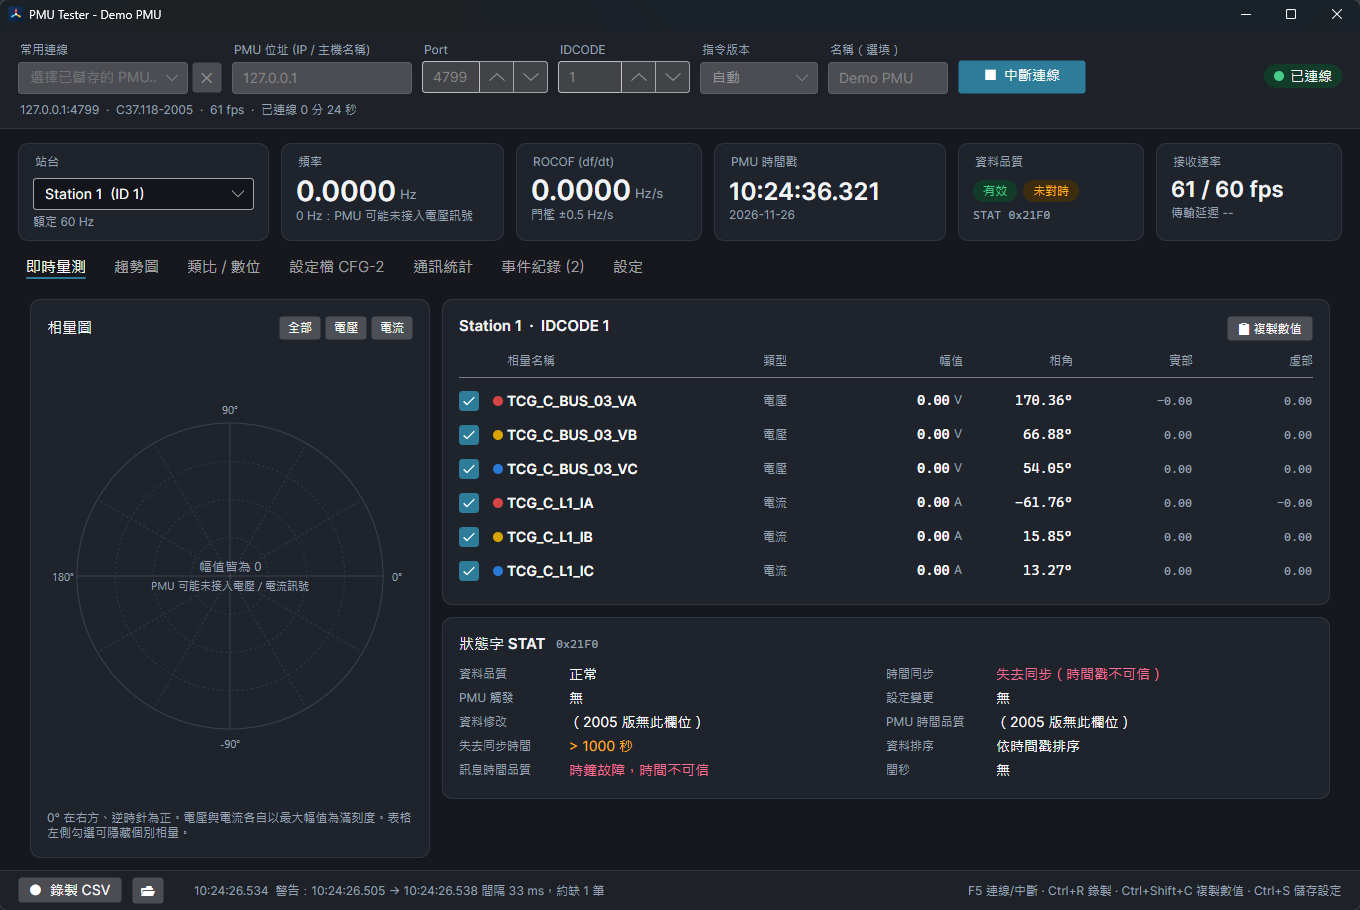 PMU Tester - Demo PMU
常用連線
PMU 位址 (IP / 主機名稱)
Port
IDCODE
指令版本
名稱（選填）
選擇已儲存的 PMU...
127.0.0.1
4799
1
自動
Demo PMU
中斷連線
已連線
127.0.0.1:4799 · C37.118-2005 · 61 fps · 已連線 0 分 24 秒
站台
Station 1 (ID 1)
額定 60 Hz
頻率
0.0000 Hz
0 Hz：PMU 可能未接入電壓訊號
ROCOF (df/dt)
0.0000 Hz/s
門檻 ±0.5 Hz/s
PMU 時間戳
10:24:36.321
2026-11-26
資料品質
有效
未對時
STAT 0x21F0
接收速率
61 / 60 fps
傳輸延遲 --
即時量測
趨勢圖
類比 / 數位
設定檔 CFG-2
通訊統計
事件紀錄 (2)
設定
相量圖
全部
電壓
電流
90°
180°
0°
幅值皆為 0
PMU 可能未接入電壓 / 電流訊號
-90°
0° 在右方、逆時針為正。電壓與電流各自以最大幅值為滿刻度。表格
左側勾選可隱藏個別相量。
Station 1 · IDCODE 1
複製數值
相量名稱 類型 幅值 相角 實部 虛部
TCG_C_BUS_03_VA 電壓 0.00 V 170.36° −0.00 0.00
TCG_C_BUS_03_VB 電壓 0.00 V 66.88° 0.00 0.00
TCG_C_BUS_03_VC 電壓 0.00 V 54.05° 0.00 0.00
TCG_C_L1_IA 電流 0.00 A −61.76° 0.00 −0.00
TCG_C_L1_IB 電流 0.00 A 15.85° 0.00 0.00
TCG_C_L1_IC 電流 0.00 A 13.27° 0.00 0.00
狀態字 STAT 0x21F0
資料品質 正常
時間同步 失去同步（時間戳不可信）
PMU 觸發 無
設定變更 無
資料修改 （2005 版無此欄位）
PMU 時間品質 （2005 版無此欄位）
失去同步時間 > 1000 秒
資料排序 依時間戳排序
訊息時間品質 時鐘故障，時間不可信
閏秒 無
錄製 CSV
10:24:26.534 警告：10:24:26.505 → 10:24:26.538 間隔 33 ms，約缺 1 筆
F5 連線/中斷 · Ctrl+R 錄製 · Ctrl+Shift+C 複製數值 · Ctrl+S 儲存設定